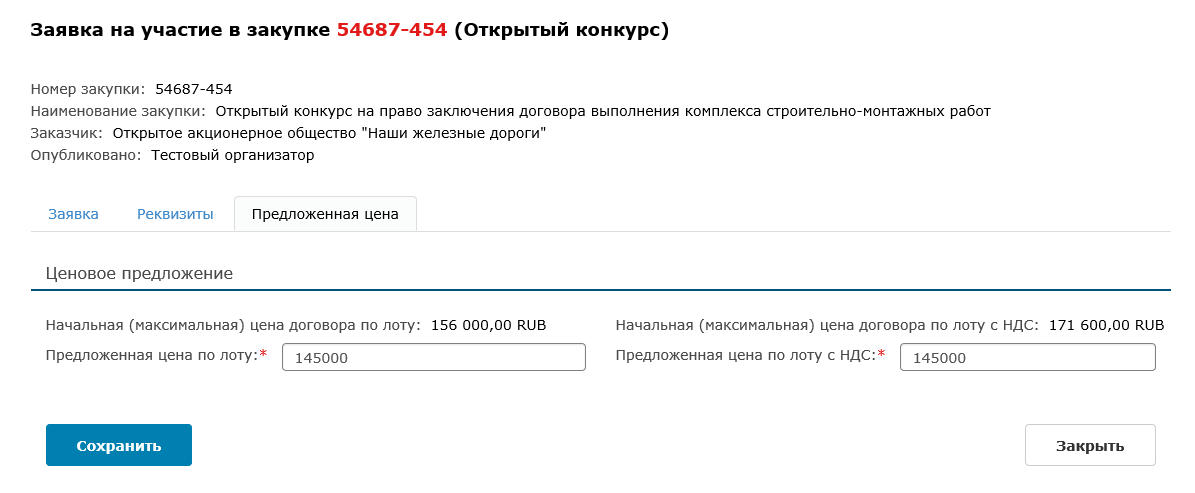 Заявка на участие в закупке 54687-454 (Открытый конкурс)
Номер закупки: 54687-454
Наименование закупки: Открытый конкурс на право заключения договора выполнения комплекса строительно-монтажных работ
Заказчик: Открытое акционерное общество "Наши железные дороги"
Опубликовано: Тестовый организатор
Заявка Реквизиты Предложенная цена
Ценовое предложение
Начальная (максимальная) цена договора по лоту: 156 000,00 RUB Начальная (максимальная) цена договора по лоту с НДС: 171 600,00 RUB
Предложенная цена по лоту:* 145000 Предложенная цена по лоту с НДС:* 145000
Сохранить Закрыть